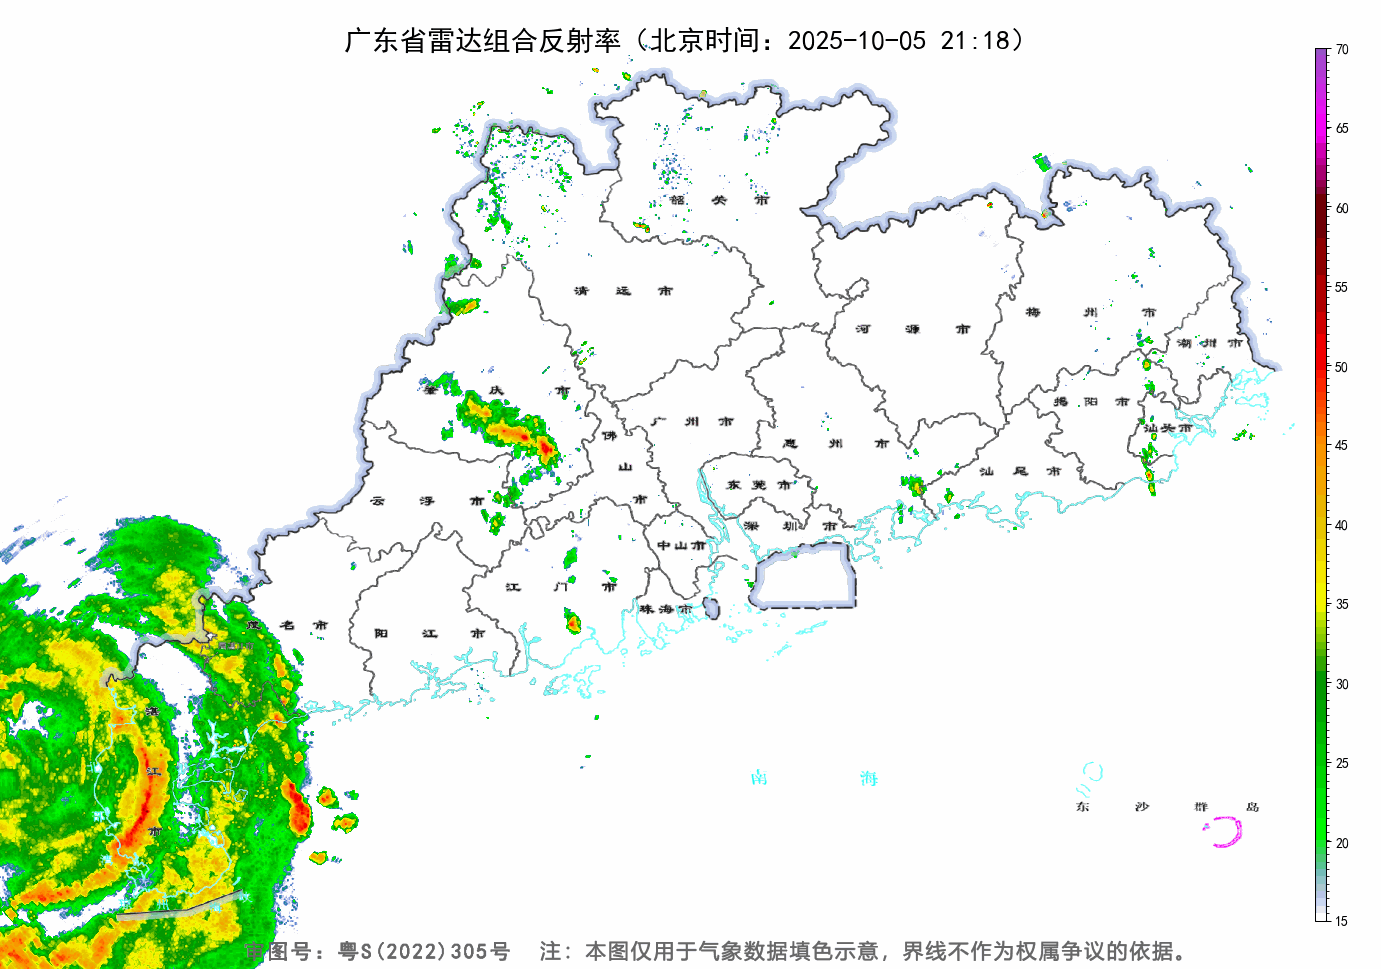 广东省雷达组合反射率（北京时间：2025-10-05 21:18）
70
65
60
55
50
45
40
35
30
25
20
15
韶关市
清远市
河源市
梅州市
潮州市
肇庆市
广州市
佛山市
惠州市
揭阳市
汕头市
汕尾市
云浮市
东莞市
深圳市
中山市
江门市
珠海市
茂名市
阳江市
湛江市
南海
东沙群岛
审图号：粤S(2022)305号 注：本图仅用于气象数据填色示意，界线不作为权属争议的依据。